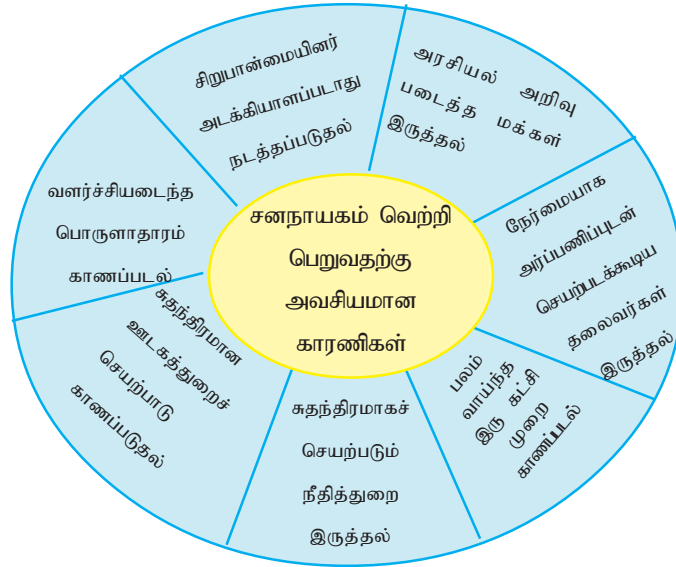 சனநாயகம் வெற்றி
பெறுவதற்கு
அவசியமான
காரணிகள்
அரசியல் அறிவு
படைத்த மக்கள்
இருத்தல்
நேர்மையாக
அர்ப்பணிப்புடன்
செயற்படக்கூடிய
தலைவர்கள்
இருத்தல்
பலம்
வாய்ந்த
இரு கட்சி
முறை
காணப்படல்
சுதந்திரமாகச்
செயற்படும்
நீதித்துறை
இருத்தல்
சுதந்திரமான
ஊடகத்துறைச்
செயற்பாடு
காணப்படுதல்
வளர்ச்சியடைந்த
பொருளாதாரம்
காணப்படல்
சிறுபான்மையினர்
அடக்கியாளப்படாது
நடத்தப்படுதல்